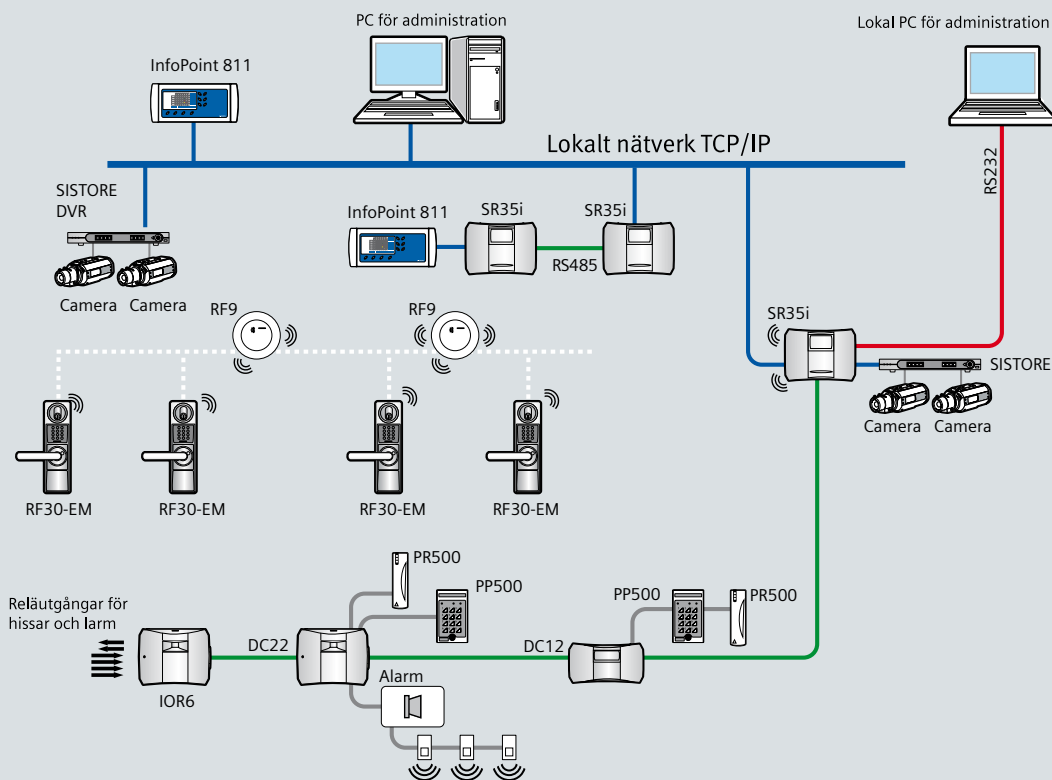 PC för administration
Lokal PC för administration
InfoPoint 811
Lokalt nätverk TCP/IP
RS232
SISTORE
DVR
InfoPoint 811
SR35i
SR35i
RS485
Camera
Camera
RF9
RF9
SR35i
SISTORE
Camera
Camera
RF30-EM
RF30-EM
RF30-EM
RF30-EM
PR500
PP500
PP500
PR500
Reläutgångar för
hissar och larm
DC22
DC12
IOR6
Alarm